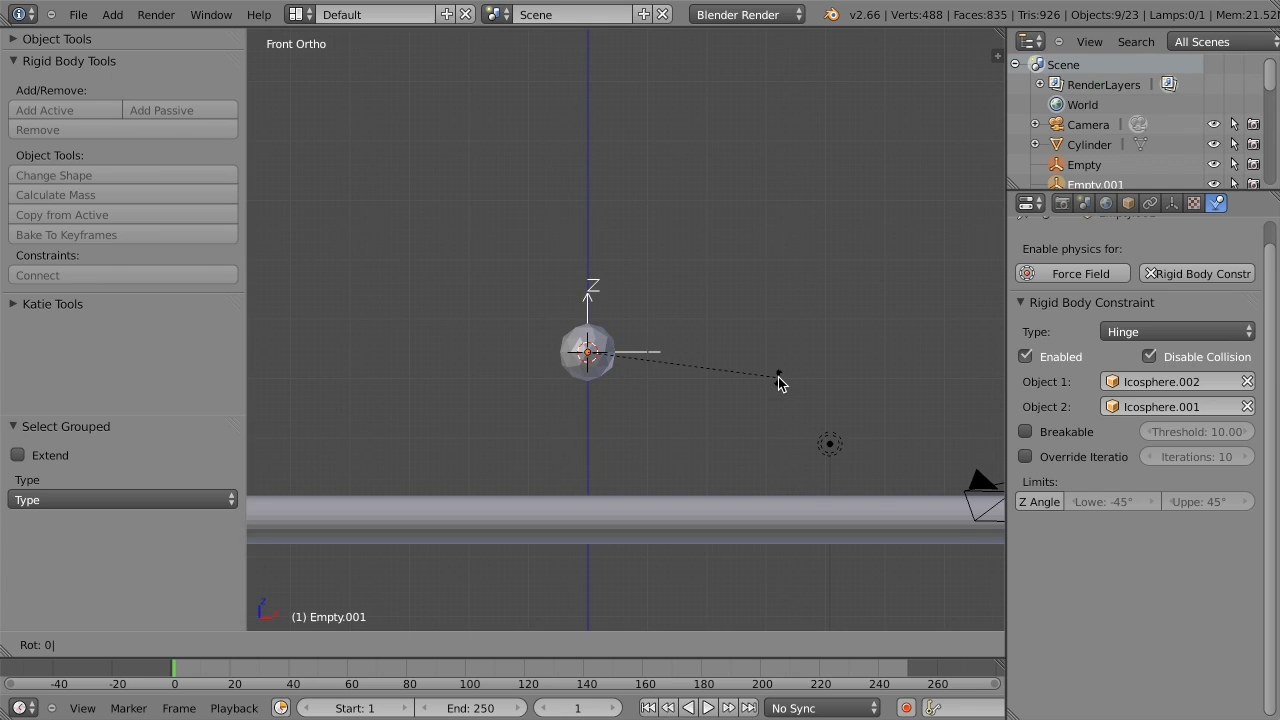 File Add Render Window Help Default Scene Blender Render v2.66 | Verts:488 | Faces:835 | Tris:926 | Objects:9/23 | Lamps:0/1 | Mem:21.52
Object Tools
Rigid Body Tools
Add/Remove:
Add Active Add Passive
Remove
Object Tools:
Change Shape
Calculate Mass
Copy from Active
Bake To Keyframes
Constraints:
Connect
Katie Tools
Select Grouped
Extend
Type
Type
Front Ortho
Z
(1) Empty.001
Rot: 0|
View Search All Scenes
Scene
RenderLayers
World
Camera
Cylinder
Empty
Empty.001
Enable physics for:
Force Field Rigid Body Constr
Rigid Body Constraint
Type: Hinge
Enabled Disable Collision
Object 1: Icosphere.002
Object 2: Icosphere.001
Breakable Threshold: 10.00
Override Iteratio Iterations: 10
Limits:
Z Angle Lowe: -45° Uppe: 45°
-40 -20 0 20 40 60 80 100 120 140 160 180 200 220 240 260
View Marker Frame Playback Start: 1 End: 250 1 No Sync